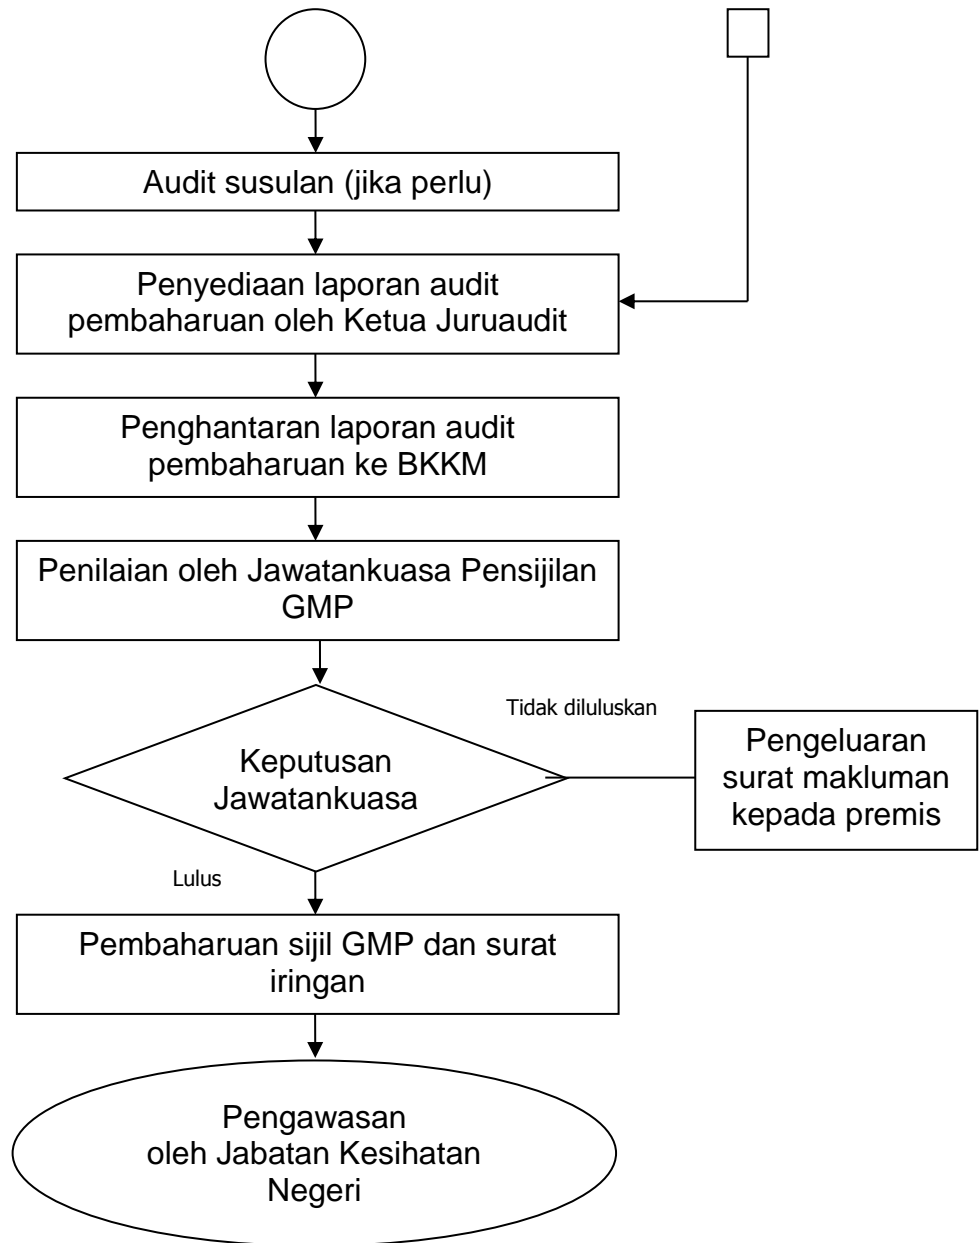 Audit susulan (jika perlu)
Penyediaan laporan audit
pembaharuan oleh Ketua Juruaudit
Penghantaran laporan audit
pembaharuan ke BKKM
Penilaian oleh Jawatankuasa Pensijilan
GMP
Tidak diluluskan
Keputusan
Jawatankuasa
Pengeluaran
surat makluman
kepada premis
Lulus
Pembaharuan sijil GMP dan surat
iringan
Pengawasan
oleh Jabatan Kesihatan
Negeri